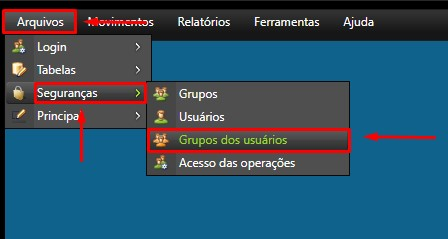 Arquivos Movimentos Relatórios Ferramentas Ajuda
Login
Tabelas
Seguranças
Principal
Grupos
Usuários
Grupos dos usuários
Acesso das operações